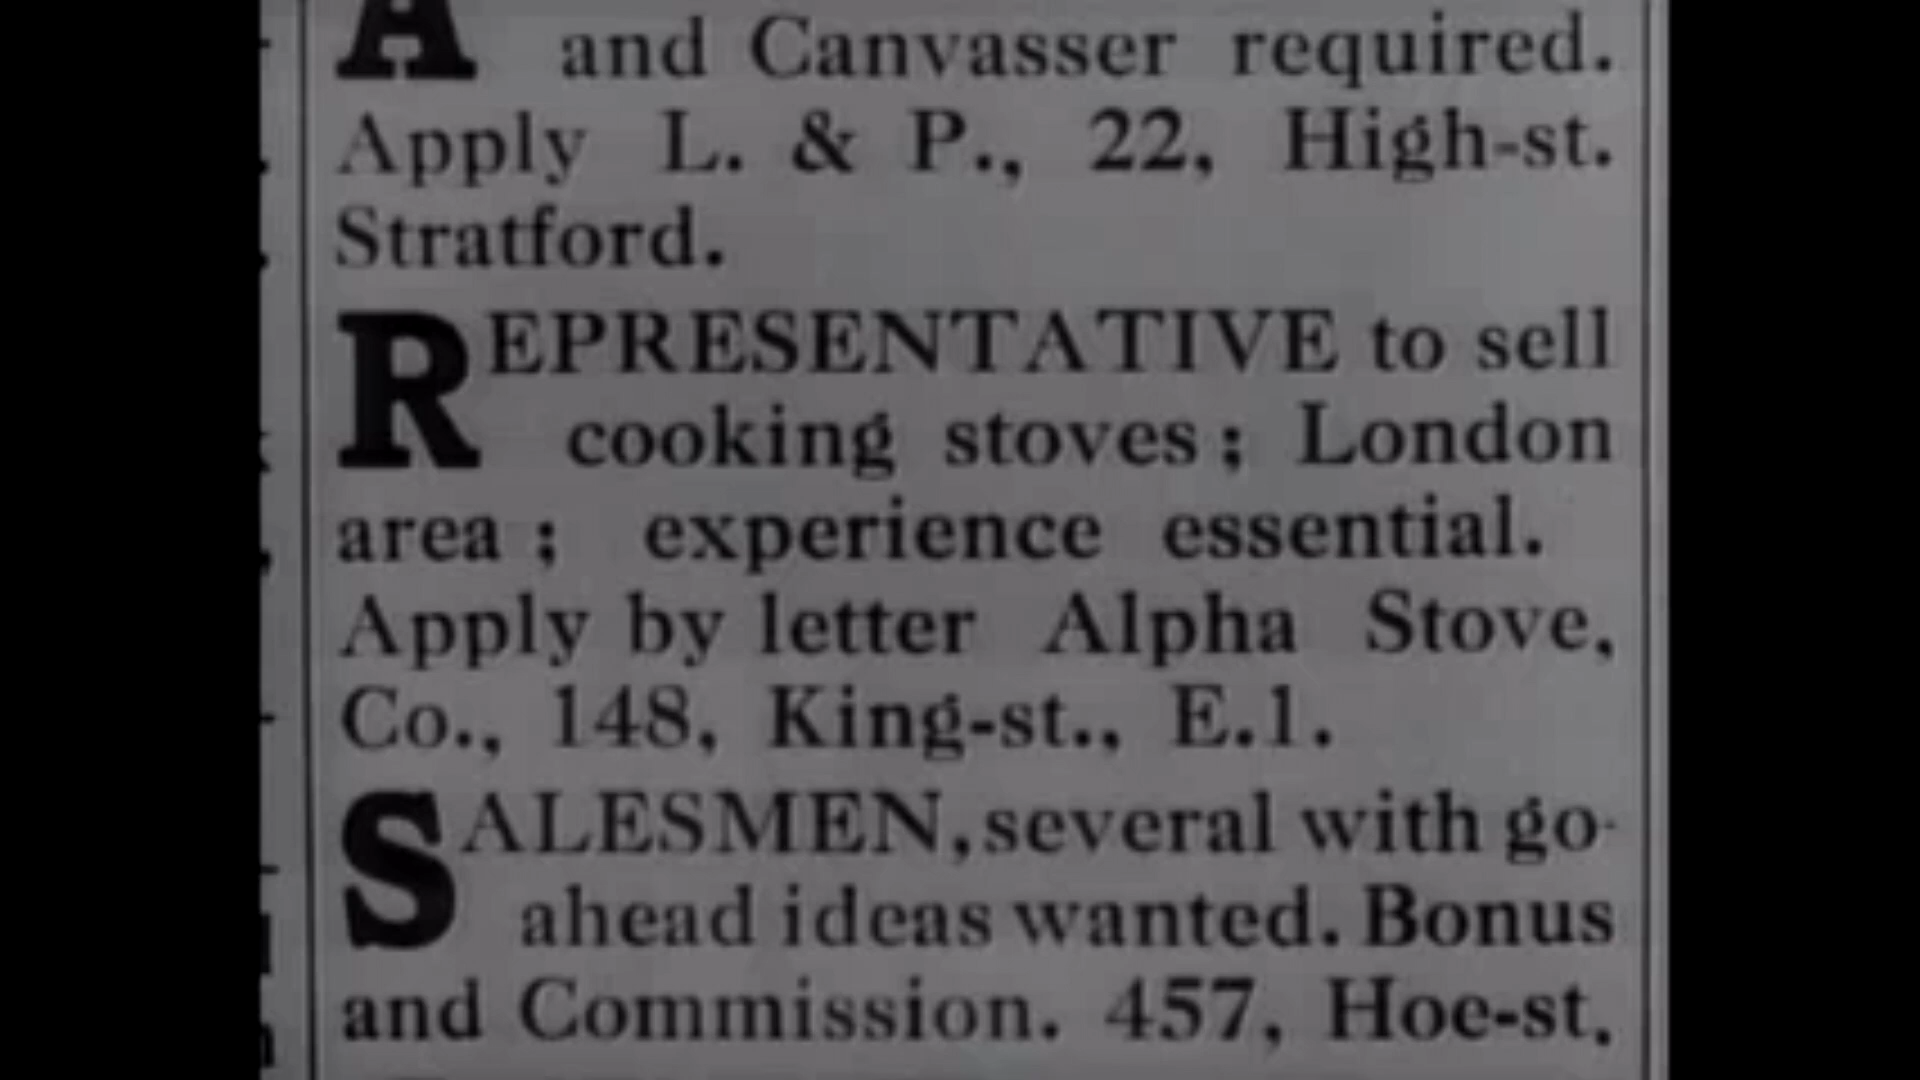 A and Canvasser required.
Apply L. & P., 22, High-st.
Stratford.
REPRESENTATIVE to sell
cooking stoves; London
area; experience essential.
Apply by letter Alpha Stove,
Co., 148, King-st., E.1.
SALESMEN, several with go-
ahead ideas wanted. Bonus
and Commission. 457, Hoe-st.